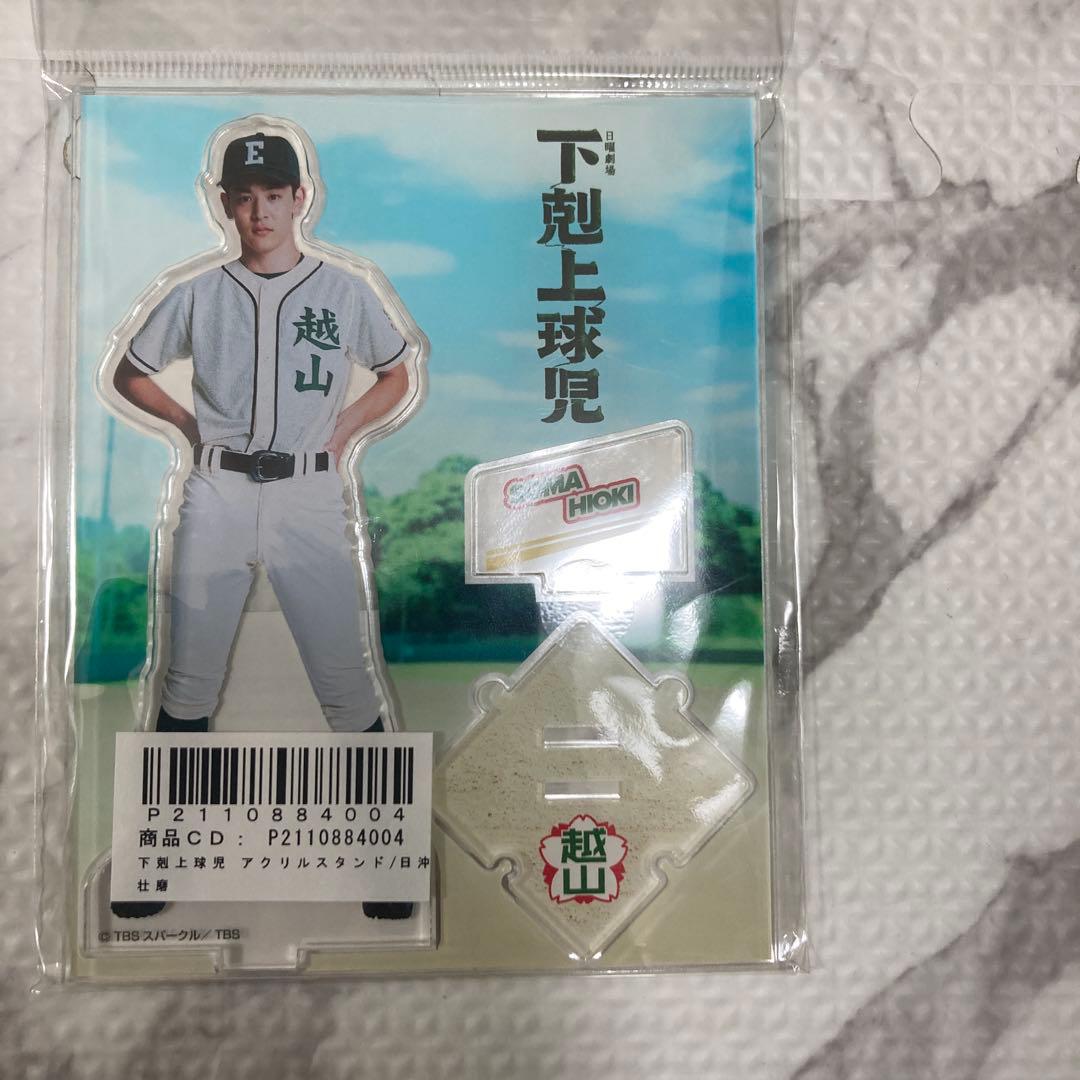 日曜劇場
下剋上球児
E
越山
SOMA
HIOKI
P2110884004
商品CD： P2110884004
下剋上球児 アクリルスタンド/日沖
壮磨
越山
© TBSスパークル／TBS